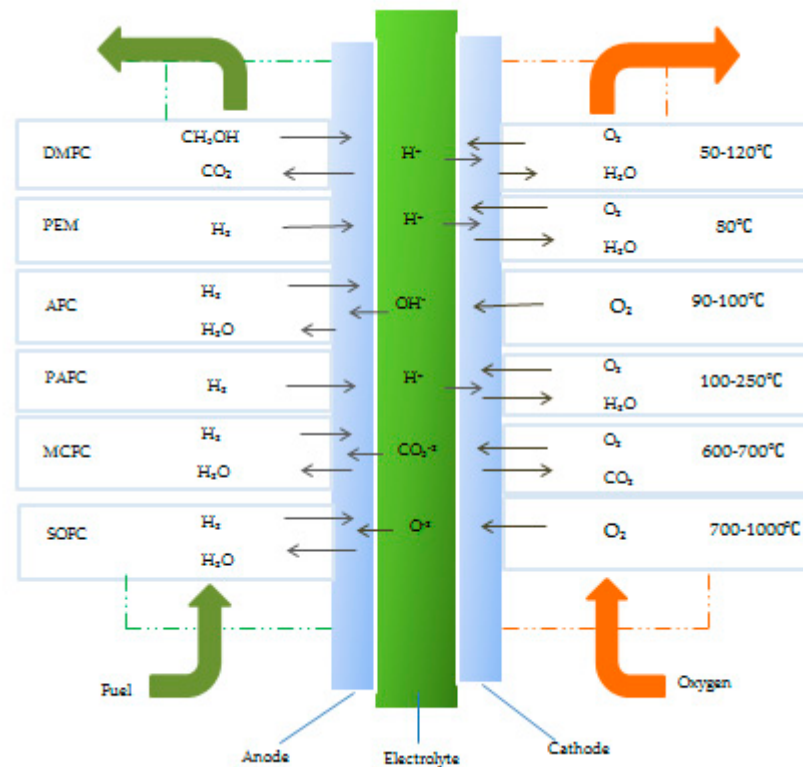 DMFC CH₃OH H⁺ O₂ 50-120℃
CO₂ H₂O
PEM H₂ H⁺ O₂ 80℃
H₂O
AFC H₂ OH⁻ O₂ 90-100℃
H₂O
PAFC H₂ H⁺ O₂ 100-250℃
H₂O
MCFC H₂ CO₃⁻² O₂ 600-700℃
H₂O CO₂
SOFC H₂ O⁻² O₂ 700-1000℃
H₂O
Fuel Oxygen
Anode Electrolyte Cathode